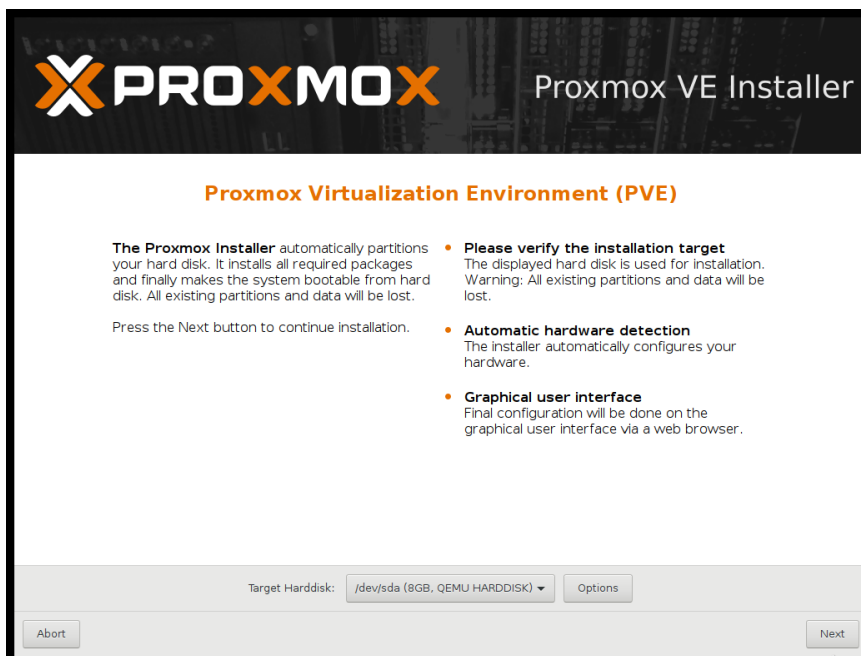 PROXMOX
Proxmox VE Installer
Proxmox Virtualization Environment (PVE)
The Proxmox Installer automatically partitions
your hard disk. It installs all required packages
and finally makes the system bootable from hard
disk. All existing partitions and data will be lost.
Press the Next button to continue installation.
Please verify the installation target
The displayed hard disk is used for installation.
Warning: All existing partitions and data will be
lost.
Automatic hardware detection
The installer automatically configures your
hardware.
Graphical user interface
Final configuration will be done on the
graphical user interface via a web browser.
Target Harddisk: /dev/sda (8GB, QEMU HARDDISK) Options
Abort Next